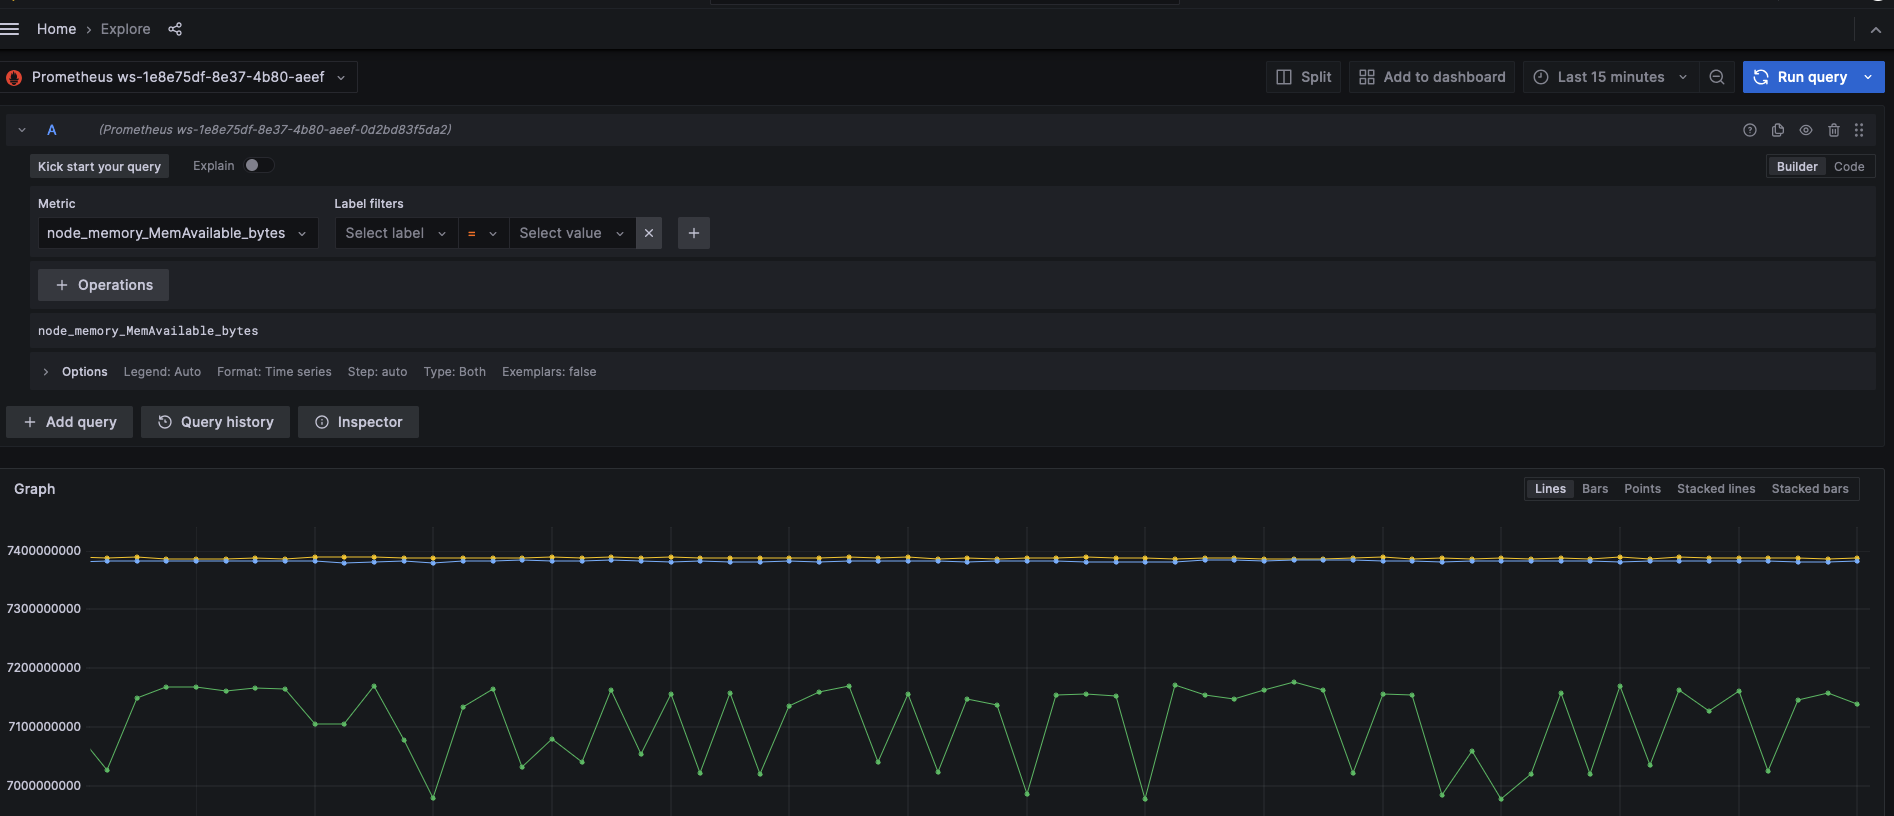 Home › Explore
Prometheus ws-1e8e75df-8e37-4b80-aeef
Split
Add to dashboard
Last 15 minutes
Run query
A
(Prometheus ws-1e8e75df-8e37-4b80-aeef-0d2bd83f5da2)
Kick start your query
Explain
Builder
Code
Metric
Label filters
node_memory_MemAvailable_bytes
Select label
=
Select value
+ Operations
node_memory_MemAvailable_bytes
Options Legend: Auto Format: Time series Step: auto Type: Both Exemplars: false
+ Add query
Query history
Inspector
Graph
Lines
Bars
Points
Stacked lines
Stacked bars
7400000000
7300000000
7200000000
7100000000
7000000000